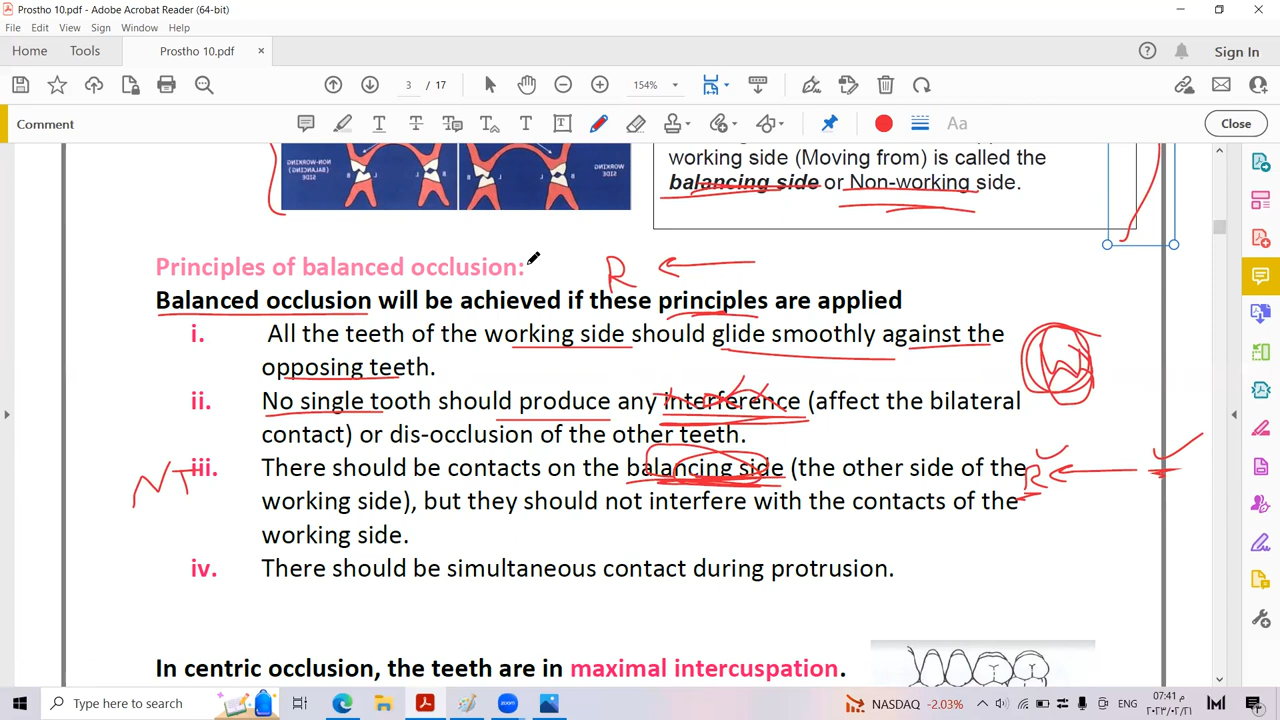 Prostho 10.pdf - Adobe Acrobat Reader (64-bit)
File Edit View Sign Window Help
Home Tools Prostho 10.pdf × Sign In
3 / 17 154%
Comment Close
working side (Moving from) is called the
balancing side or Non-working side.
NON-WORKING (BALANCING) SIDE
WORKING SIDE
B L L B B L L B
Principles of balanced occlusion:
R
Balanced occlusion will be achieved if these principles are applied
i. All the teeth of the working side should glide smoothly against the
opposing teeth.
ii. No single tooth should produce any interference (affect the bilateral
contact) or dis-occlusion of the other teeth.
iii. There should be contacts on the balancing side (the other side of the
R
working side), but they should not interfere with the contacts of the
working side.
iv. There should be simultaneous contact during protrusion.
In centric occlusion, the teeth are in maximal intercuspation.
Type here to search
zoom
NASDAQ -2.03%
ENG
07:41 م
٢٠٢٣/٠٢/٢١